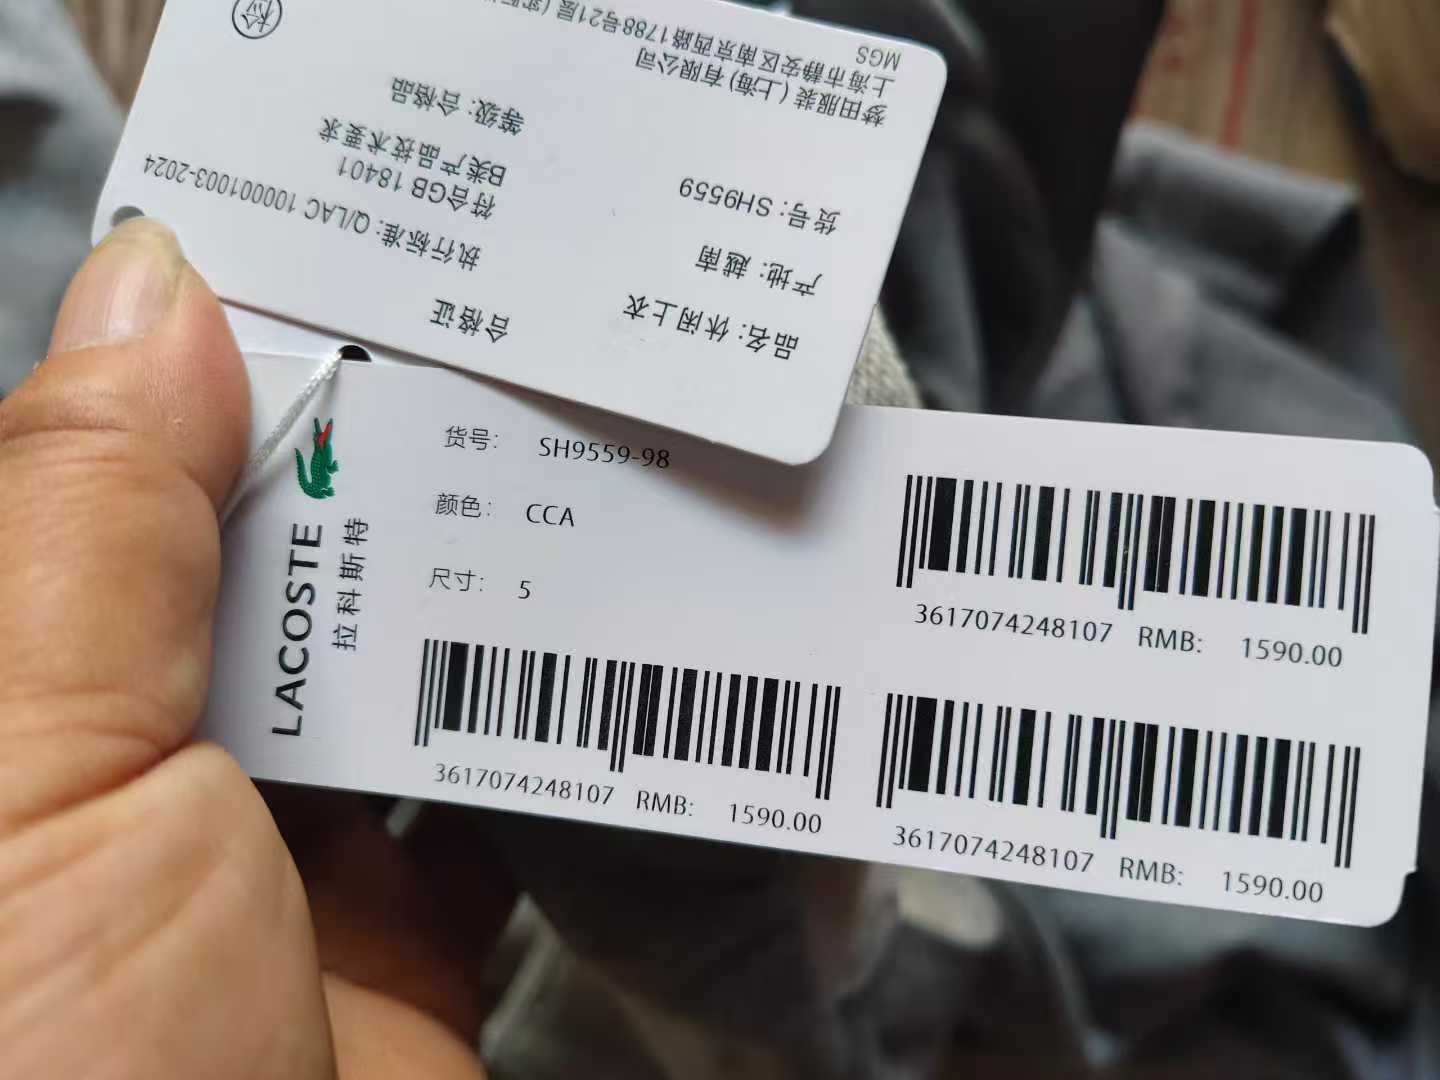 合格证
执行标准: Q/LAC 100001003-2024
符合GB 18401
B类产品技术要求
等级: 合格品
检
品名: 休闲上衣
产地: 越南
货号: SH9559
梦田服装 (上海) 有限公司
上海市静安区南京西路1788号21层
MGS
LACOSTE
拉科斯特
货号: SH9559-98
颜色: CCA
尺寸: 5
3617074248107 RMB: 1590.00
3617074248107 RMB: 1590.00
3617074248107 RMB: 1590.00